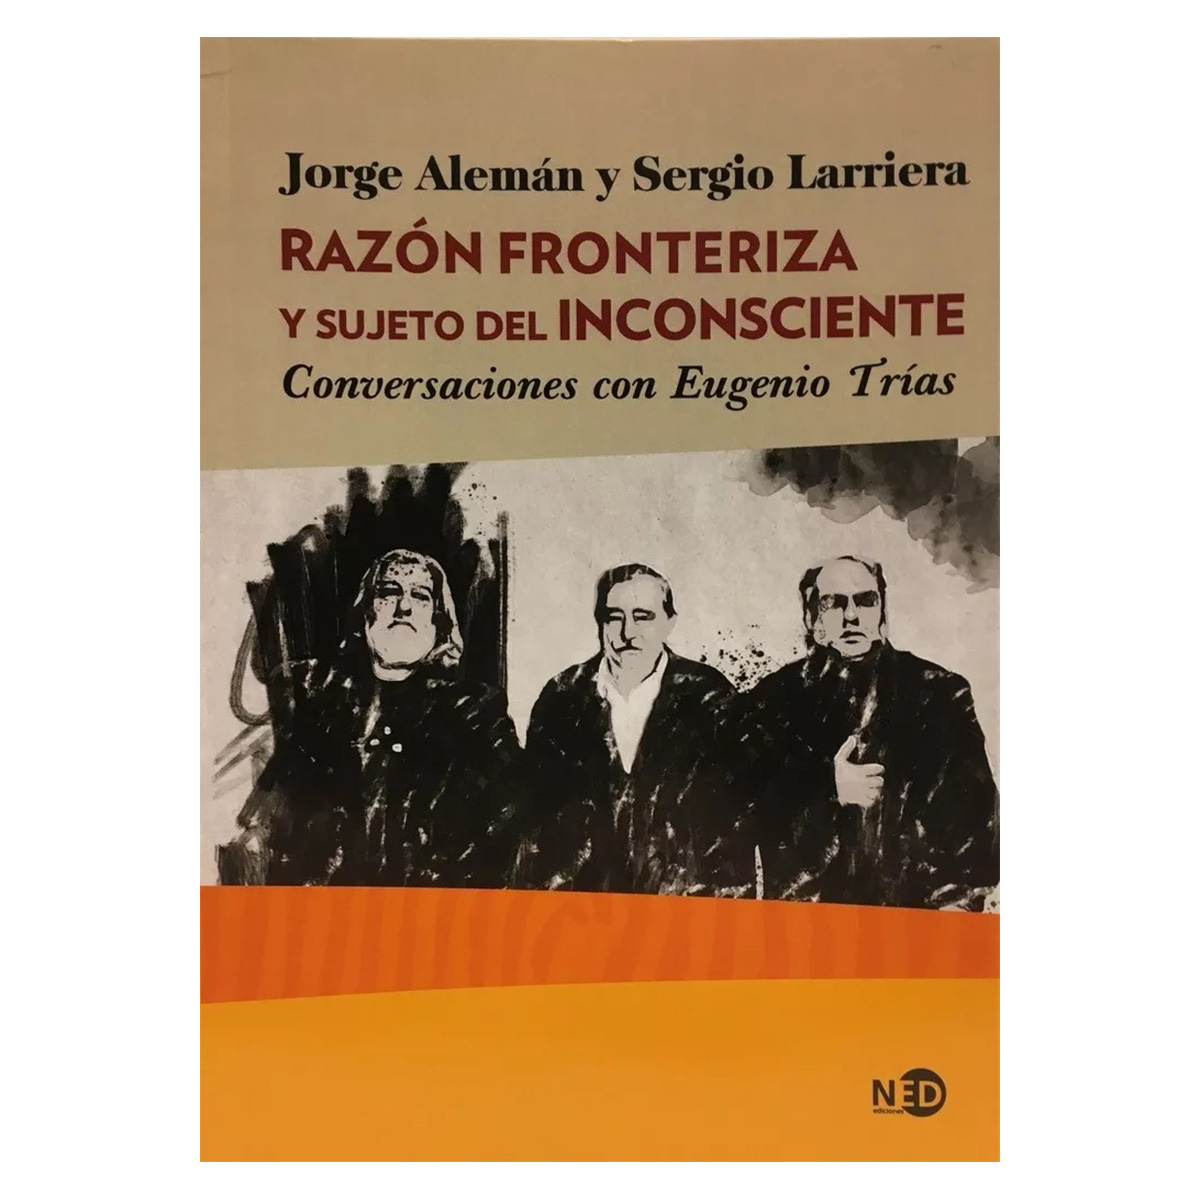 Jorge Alemán y Sergio Larriera
RAZÓN FRONTERIZA
Y SUJETO DEL INCONSCIENTE
Conversaciones con Eugenio Trías
NED
ediciones